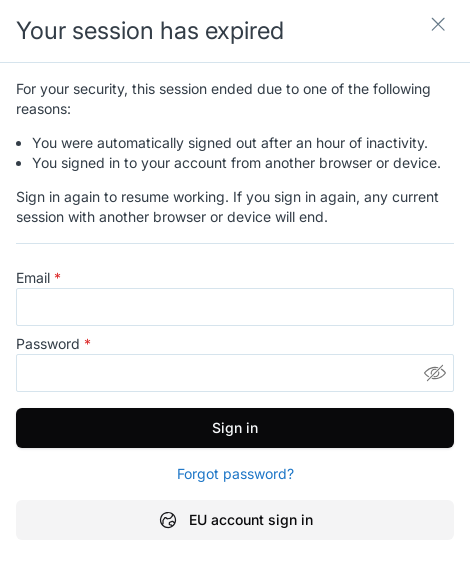 Your session has expired
For your security, this session ended due to one of the following
reasons:
• You were automatically signed out after an hour of inactivity.
• You signed in to your account from another browser or device.
Sign in again to resume working. If you sign in again, any current
session with another browser or device will end.
Email *
Password *
Sign in
Forgot password?
EU account sign in